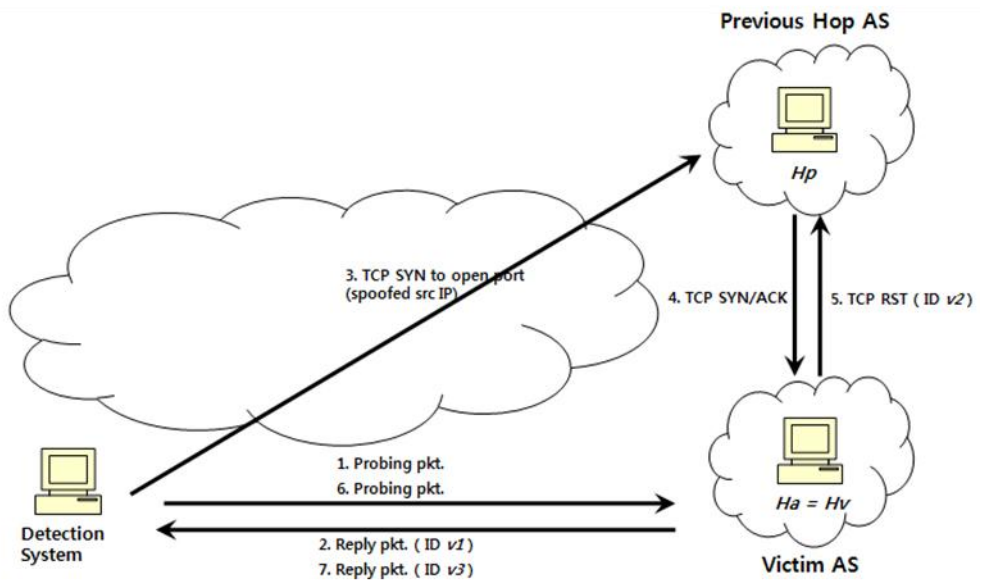 Previous Hop AS
Hp
3. TCP SYN to open port
(spoofed src IP)
4. TCP SYN/ACK
5. TCP RST ( ID v2)
1. Probing pkt.
6. Probing pkt.
Ha = Hv
Detection
System
2. Reply pkt. ( ID v1)
7. Reply pkt. ( ID v3)
Victim AS